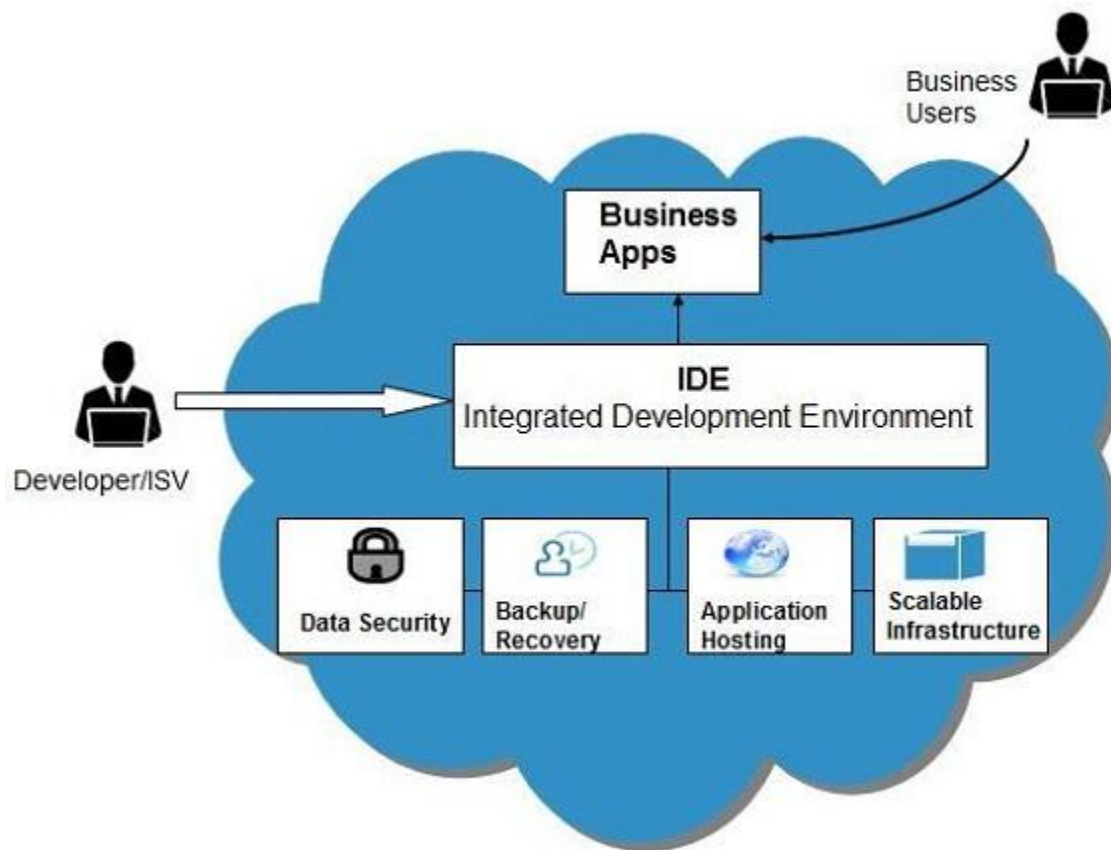 Business
Users
Business
Apps
IDE
Integrated Development Environment
Developer/ISV
Data Security
Backup/
Recovery
Application
Hosting
Scalable
Infrastructure